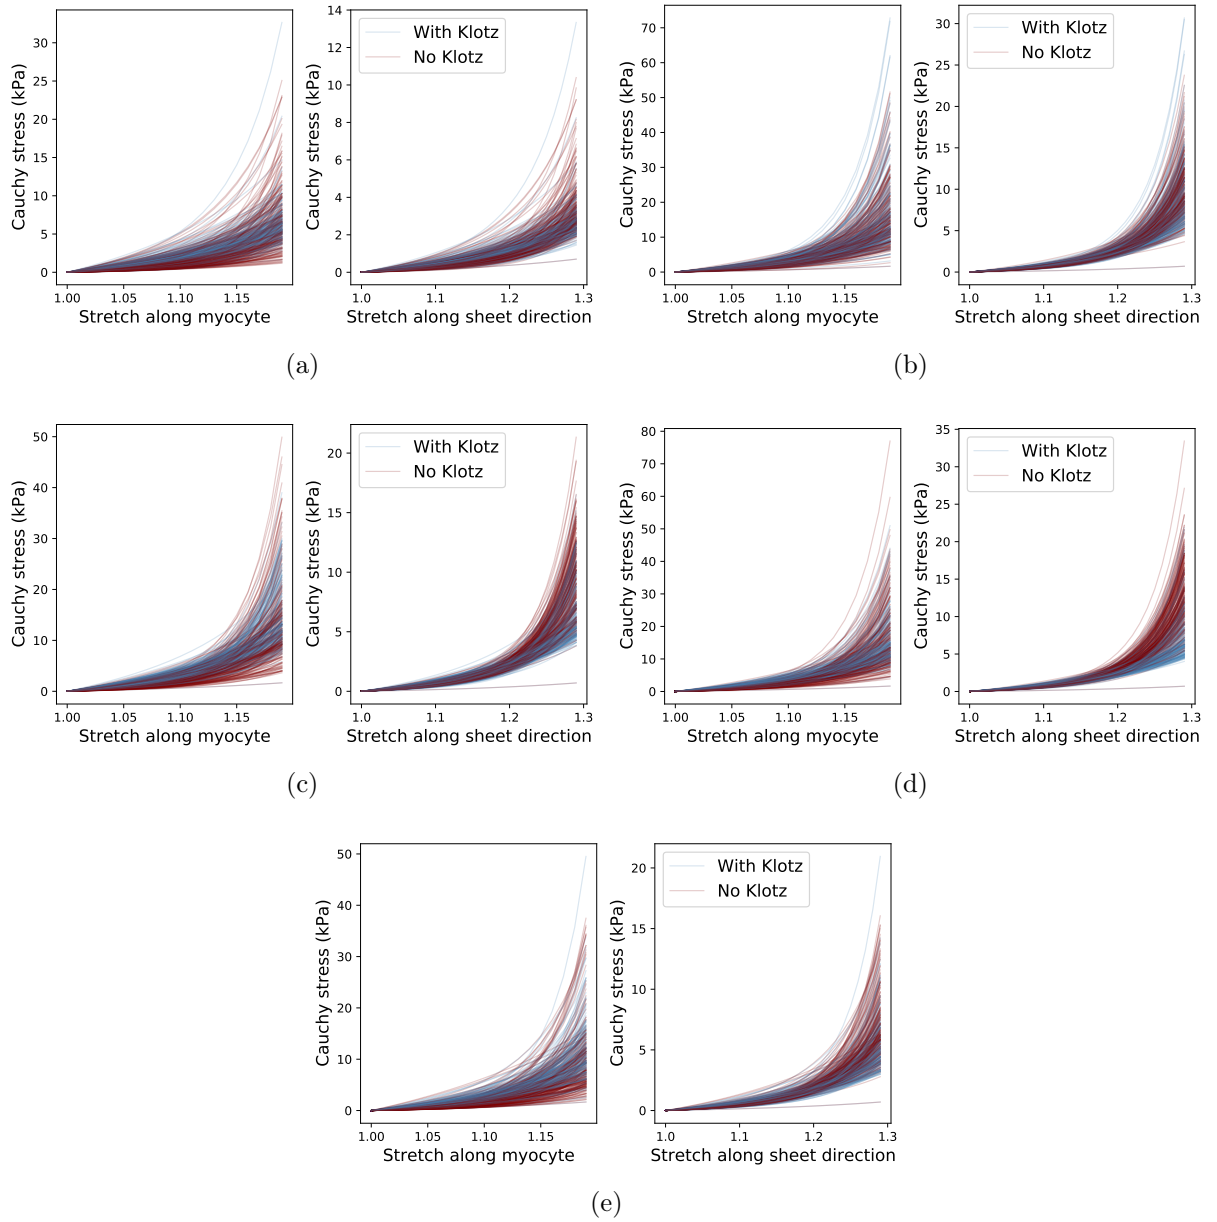 Cauchy stress (kPa)
30
25
20
15
10
5
0
1.00 1.05 1.10 1.15
Stretch along myocyte
Cauchy stress (kPa)
14
12
10
8
6
4
2
0
With Klotz
No Klotz
1.0 1.1 1.2 1.3
Stretch along sheet direction
(a)
Cauchy stress (kPa)
70
60
50
40
30
20
10
0
1.00 1.05 1.10 1.15
Stretch along myocyte
Cauchy stress (kPa)
30
25
20
15
10
5
0
With Klotz
No Klotz
1.0 1.1 1.2 1.3
Stretch along sheet direction
(b)
Cauchy stress (kPa)
50
40
30
20
10
0
1.00 1.05 1.10 1.15
Stretch along myocyte
Cauchy stress (kPa)
20
15
10
5
0
With Klotz
No Klotz
1.0 1.1 1.2 1.3
Stretch along sheet direction
(c)
Cauchy stress (kPa)
80
70
60
50
40
30
20
10
0
1.00 1.05 1.10 1.15
Stretch along myocyte
Cauchy stress (kPa)
35
30
25
20
15
10
5
0
With Klotz
No Klotz
1.0 1.1 1.2 1.3
Stretch along sheet direction
(d)
Cauchy stress (kPa)
50
40
30
20
10
0
1.00 1.05 1.10 1.15
Stretch along myocyte
Cauchy stress (kPa)
20
15
10
5
0
With Klotz
No Klotz
1.0 1.1 1.2 1.3
Stretch along sheet direction
(e)